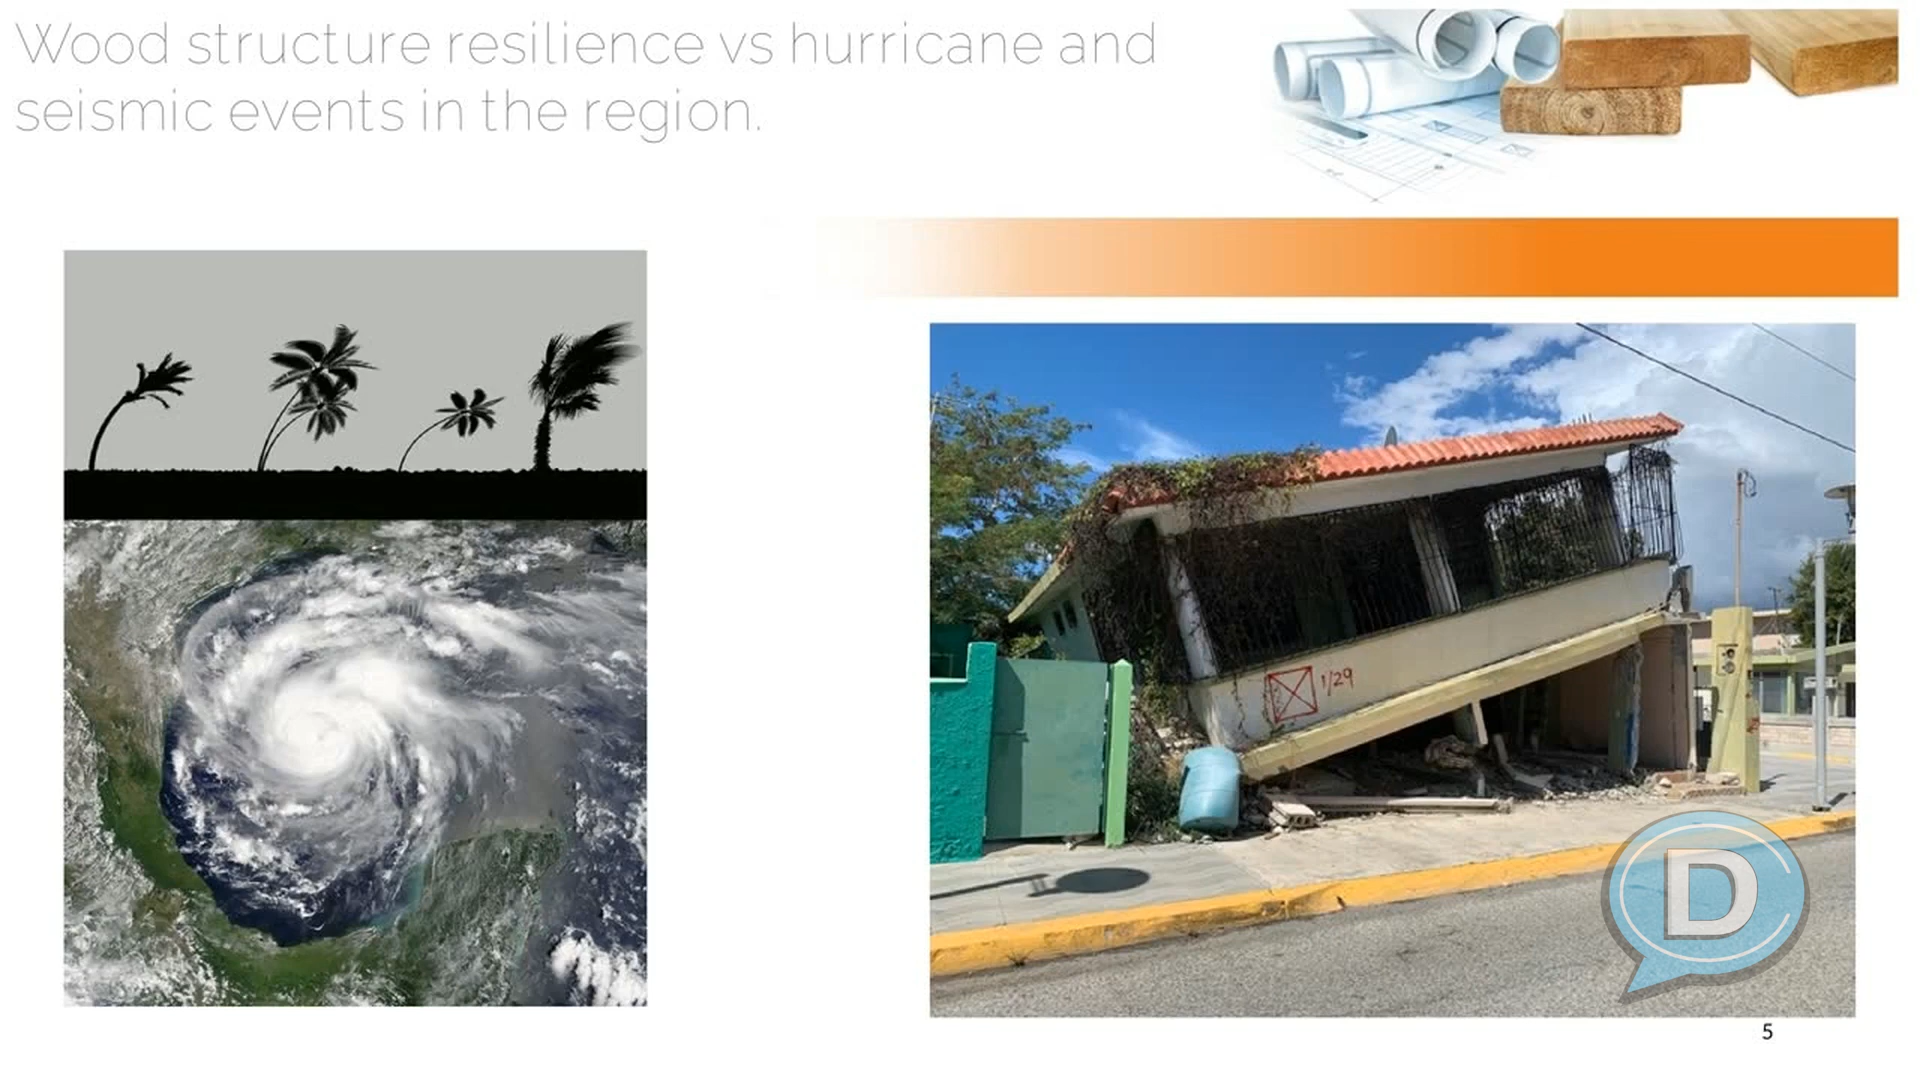 Wood structure resilience vs hurricane and
seismic events in the region.
1/29
D
5